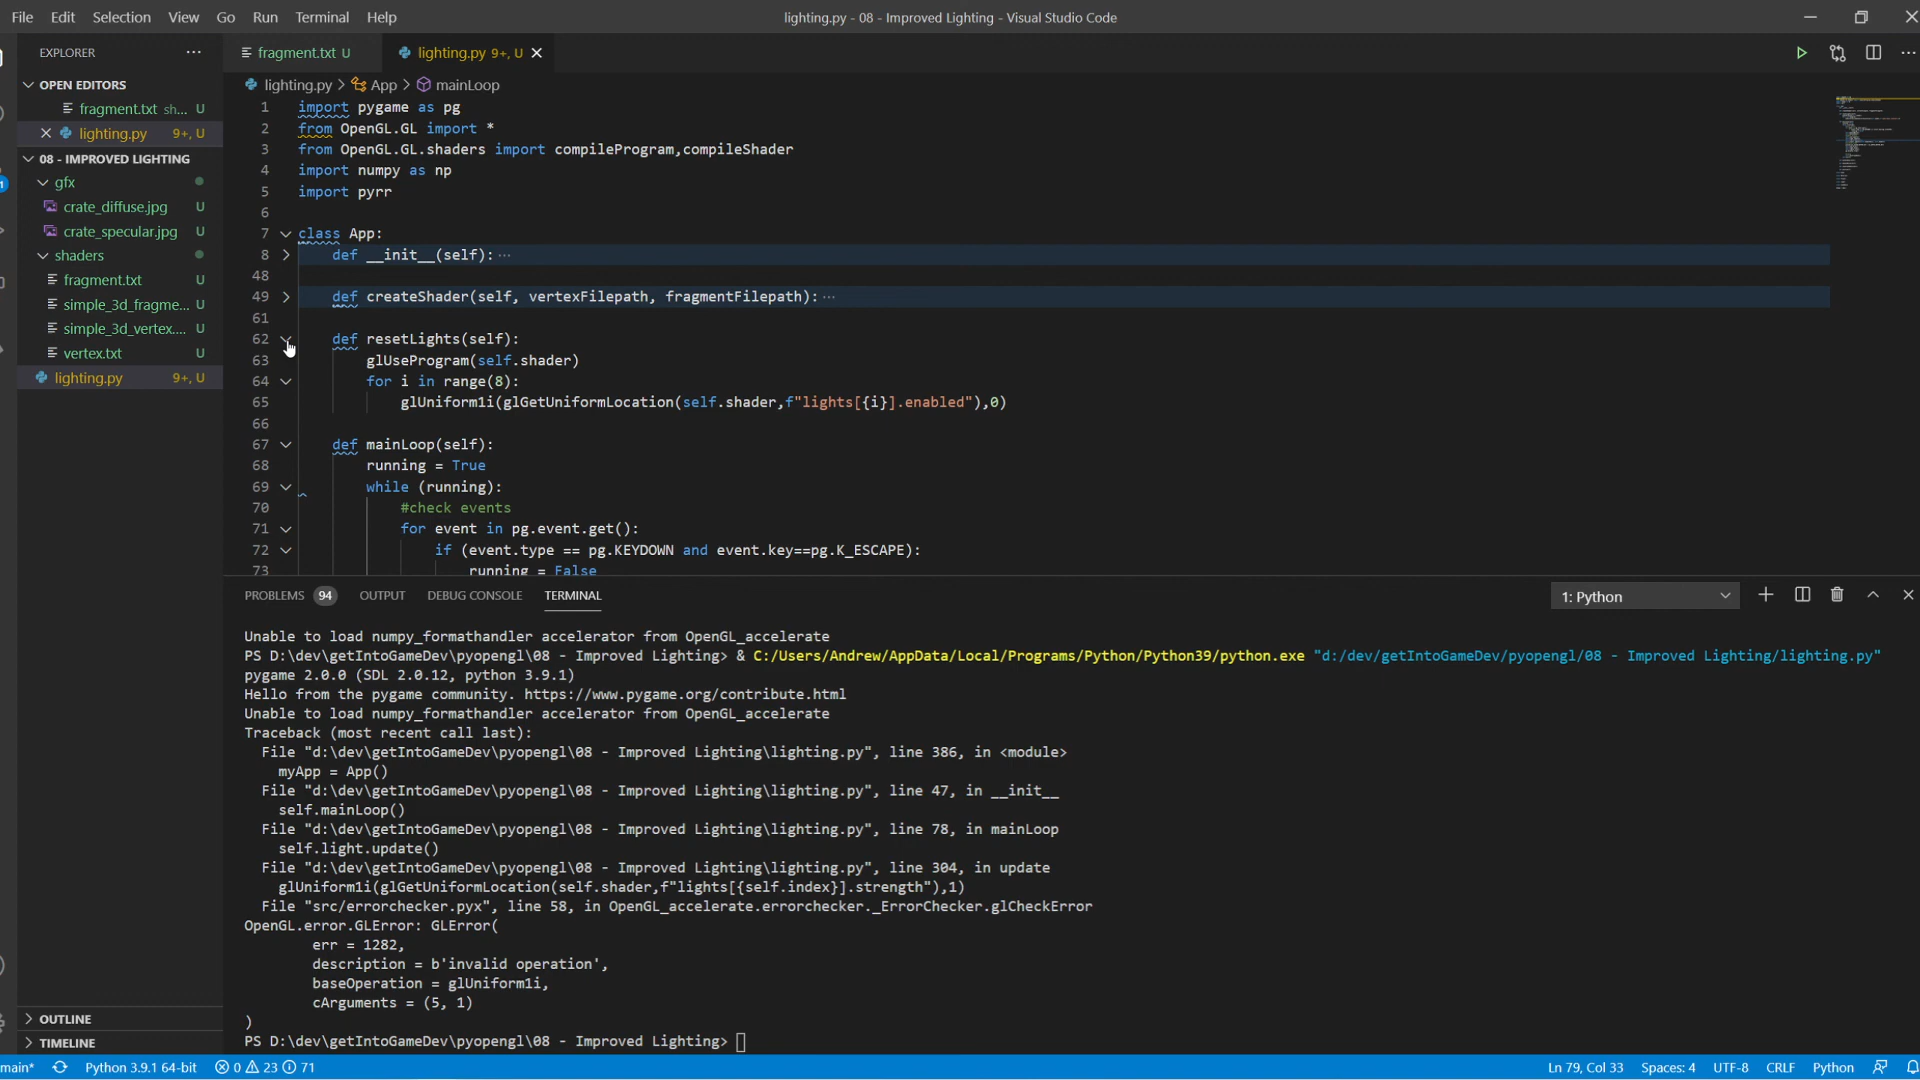 File Edit Selection View Go Run Terminal Help
lighting.py - 08 - Improved Lighting - Visual Studio Code
EXPLORER
OPEN EDITORS
fragment.txt sh... U
lighting.py 9+, U
08 - IMPROVED LIGHTING
gfx
crate_diffuse.jpg U
crate_specular.jpg U
shaders
fragment.txt U
simple_3d_fragme... U
simple_3d_vertex.... U
vertex.txt U
lighting.py 9+, U
OUTLINE
TIMELINE
fragment.txt U
lighting.py 9+, U
lighting.py > App > mainLoop
1 import pygame as pg
2 from OpenGL.GL import *
3 from OpenGL.GL.shaders import compileProgram,compileShader
4 import numpy as np
5 import pyrr
6
7 class App:
8 def __init__(self): ...
48
49 def createShader(self, vertexFilepath, fragmentFilepath): ...
61
62 def resetLights(self):
63 glUseProgram(self.shader)
64 for i in range(8):
65 glUniform1i(glGetUniformLocation(self.shader,f"lights[{i}].enabled"),0)
66
67 def mainLoop(self):
68 running = True
69 while (running):
70 #check events
71 for event in pg.event.get():
72 if (event.type == pg.KEYDOWN and event.key==pg.K_ESCAPE):
73 running = False
PROBLEMS 94 OUTPUT DEBUG CONSOLE TERMINAL
1: Python
Unable to load numpy_formathandler accelerator from OpenGL_accelerate
PS D:\dev\getIntoGameDev\pyopengl\08 - Improved Lighting> & C:/Users/Andrew/AppData/Local/Programs/Python/Python39/python.exe "d:/dev/getIntoGameDev/pyopengl/08 - Improved Lighting/lighting.py"
pygame 2.0.0 (SDL 2.0.12, python 3.9.1)
Hello from the pygame community. https://www.pygame.org/contribute.html
Unable to load numpy_formathandler accelerator from OpenGL_accelerate
Traceback (most recent call last):
File "d:\dev\getIntoGameDev\pyopengl\08 - Improved Lighting\lighting.py", line 386, in <module>
myApp = App()
File "d:\dev\getIntoGameDev\pyopengl\08 - Improved Lighting\lighting.py", line 47, in __init__
self.mainLoop()
File "d:\dev\getIntoGameDev\pyopengl\08 - Improved Lighting\lighting.py", line 78, in mainLoop
self.light.update()
File "d:\dev\getIntoGameDev\pyopengl\08 - Improved Lighting\lighting.py", line 304, in update
glUniform1i(glGetUniformLocation(self.shader,f"lights[{self.index}].strength"),1)
File "src/errorchecker.pyx", line 58, in OpenGL_accelerate.errorchecker._ErrorChecker.glCheckError
OpenGL.error.GLError: GLError(
err = 1282,
description = b'invalid operation',
baseOperation = glUniform1i,
cArguments = (5, 1)
)
PS D:\dev\getIntoGameDev\pyopengl\08 - Improved Lighting>
main* Python 3.9.1 64-bit 0 23 71
Ln 79, Col 33 Spaces: 4 UTF-8 CRLF Python